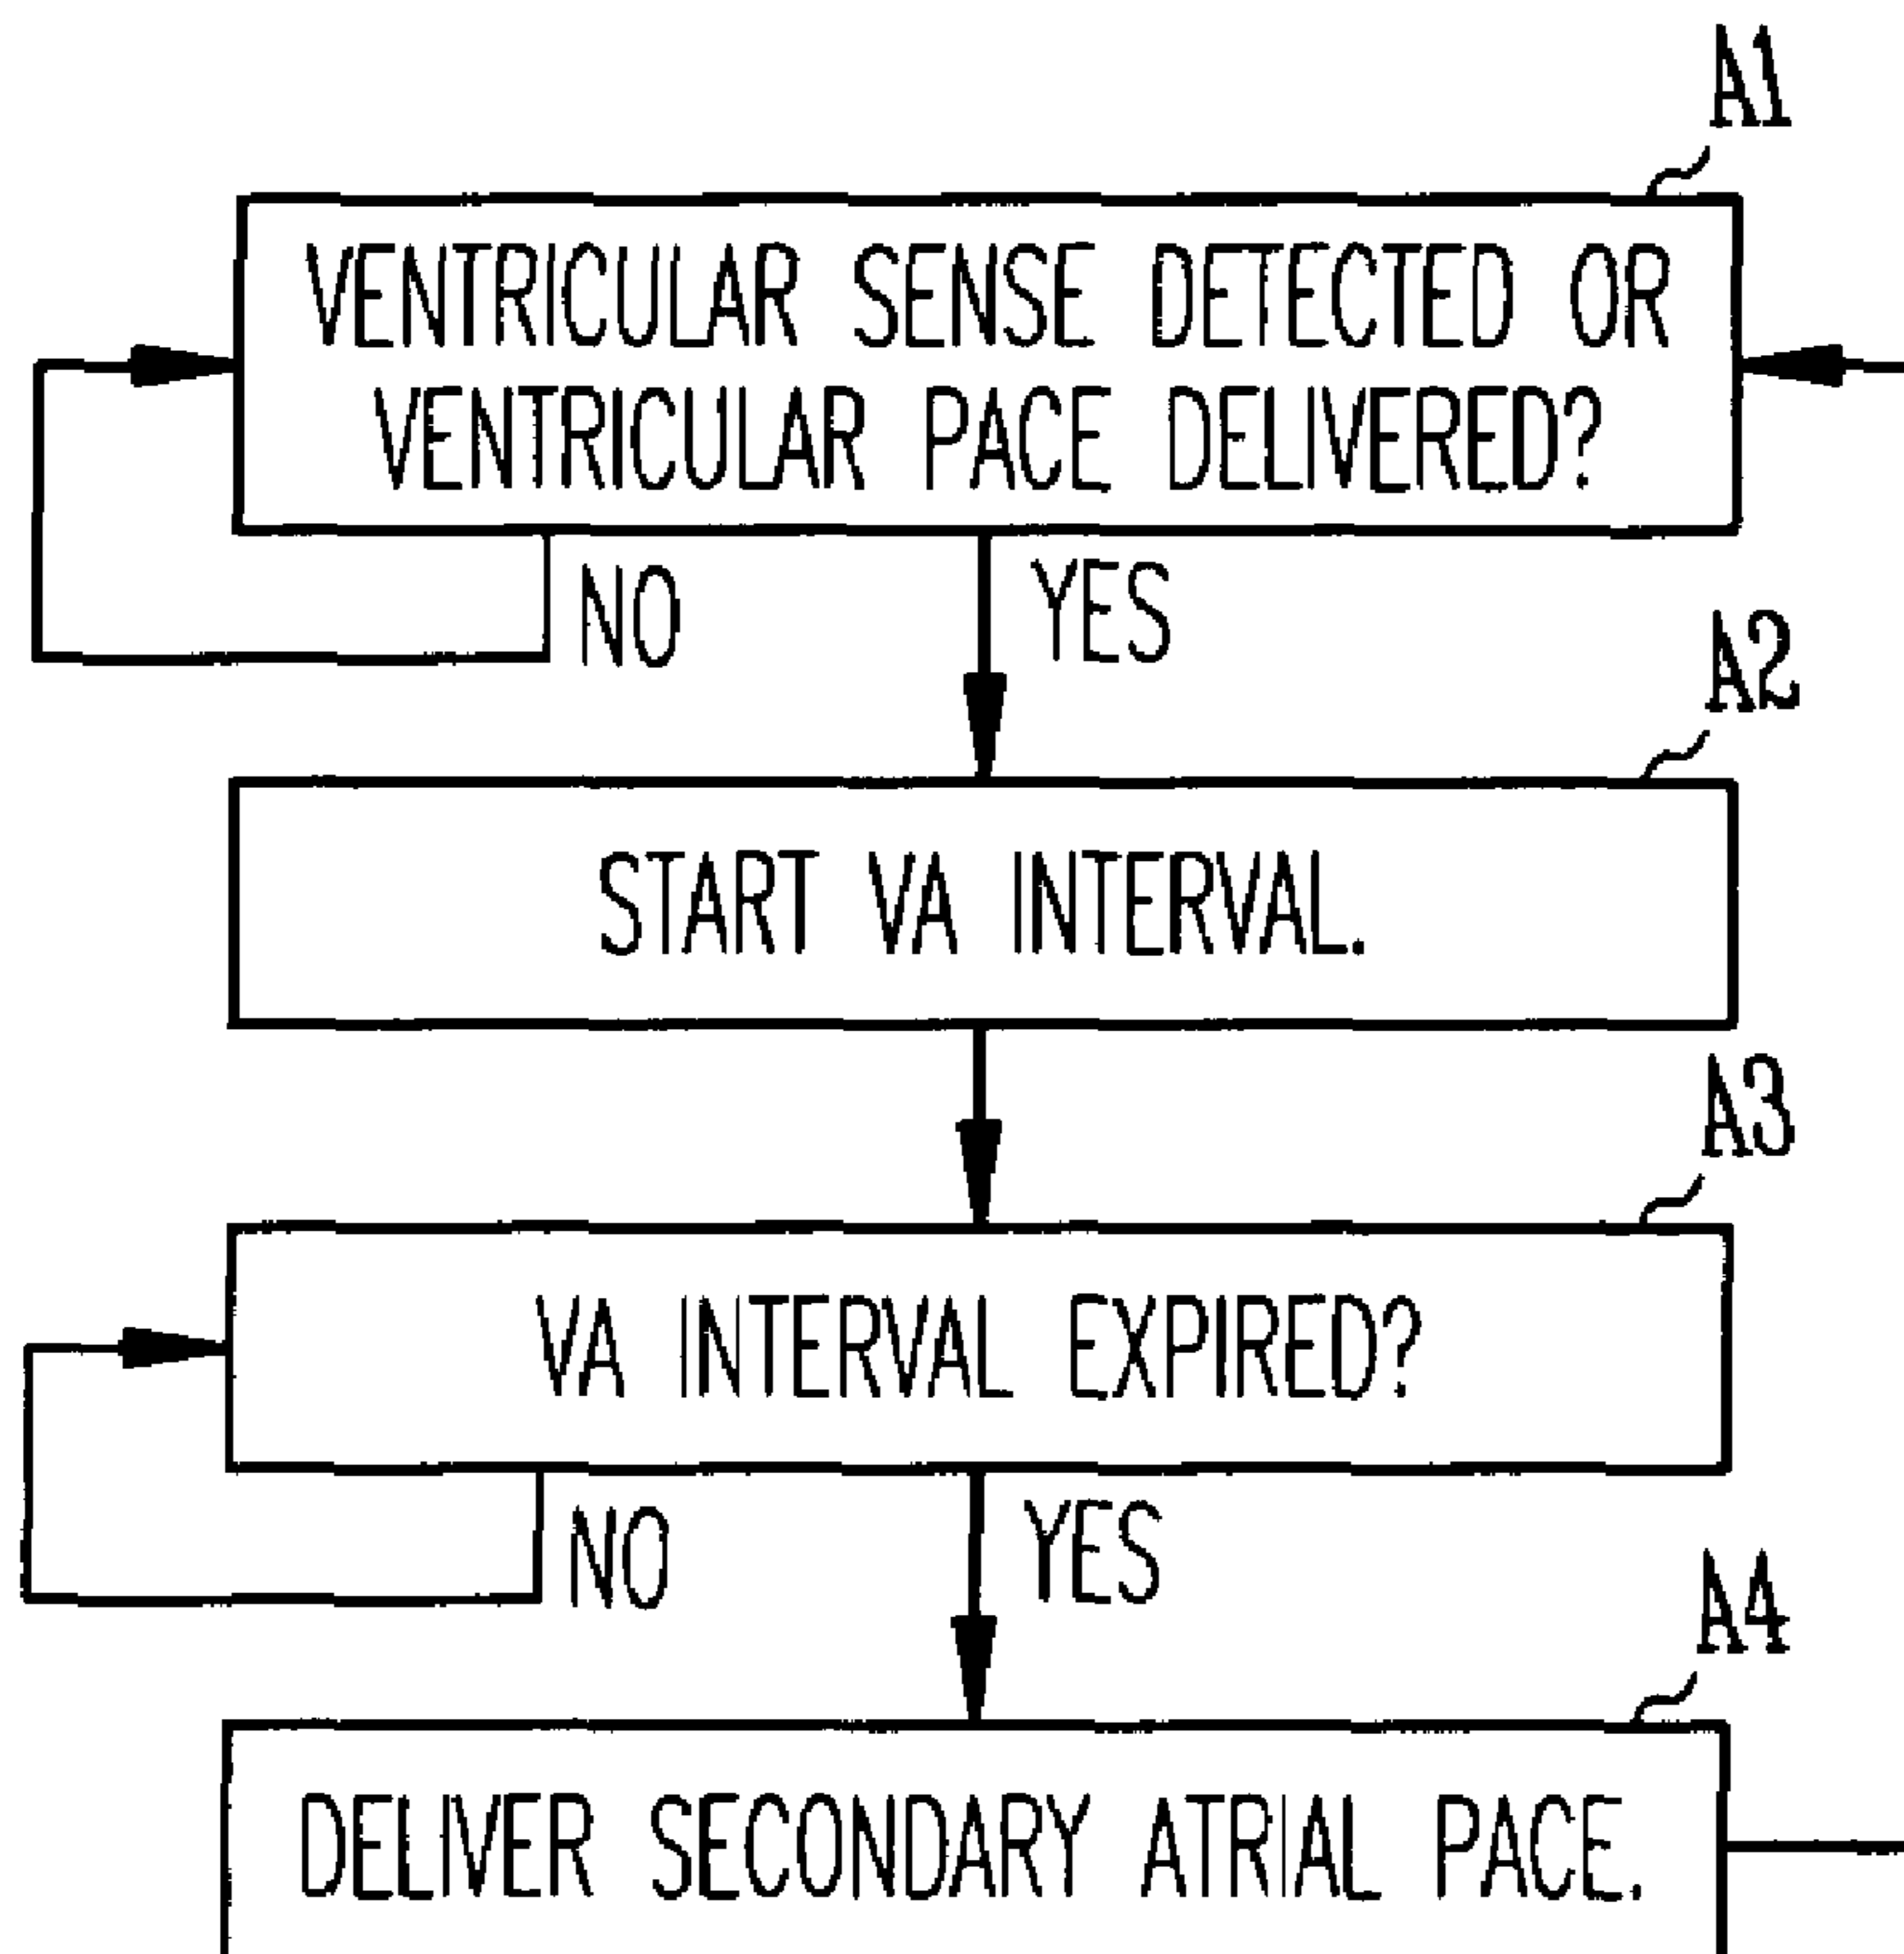 A1
VENTRICULAR SENSE DETECTED OR
VENTRICULAR PACE DELIVERED?
NO
YES
A2
START VA INTERVAL.
A3
VA INTERVAL EXPIRED?
NO
YES
A4
DELIVER SECONDARY ATRIAL PACE.